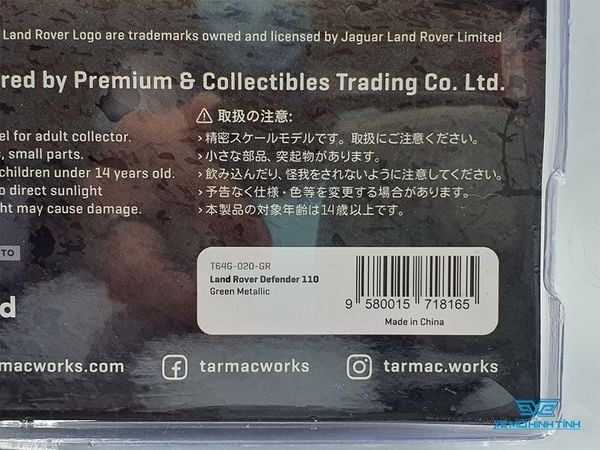 Land Rover Logo are trademarks owned and licensed by Jaguar Land Rover Limited
red by Premium & Collectibles Trading Co. Ltd.
⚠ 取扱の注意:
el for adult collector.
›精密スケールモデルです。取扱にご注意ください。
, small parts.
›小さな部品、突起物があります。
children under 14 years old.
›飲み込んだり、怪我をされないように注意してください。
o direct sunlight
›予告なく仕様・色等を変更する場合があります。
ght may cause damage.
›本製品の対象年齢は14歳以上です。
TO
T64G-020-GR
Land Rover Defender 110
Green Metallic
9 580015 718165
Made in China
d
macworks.com
tarmacworks
tarmac.works
XEMOHINHTINH